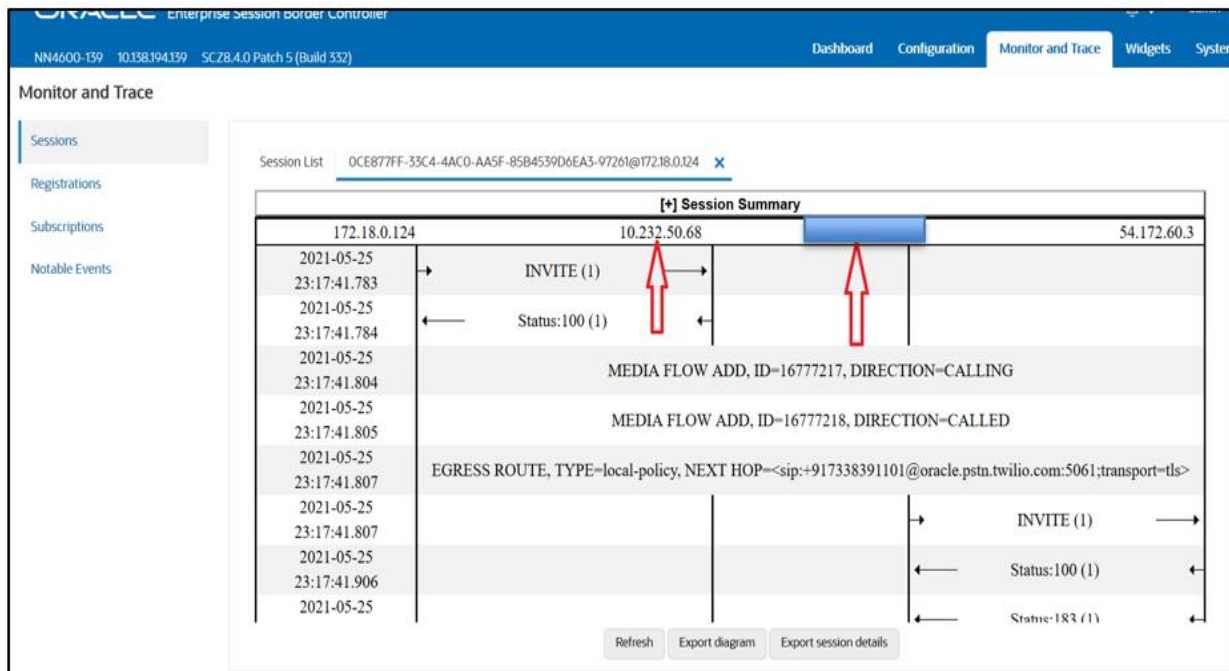 ORACLE Enterprise Session Border Controller
NN4600-139 10.138.194.139 SCZ8.4.0 Patch 5 (Build 332)
Dashboard Configuration Monitor and Trace Widgets
Monitor and Trace
Sessions
Registrations
Subscriptions
Notable Events
Session List 0CE877FF-33C4-4AC0-AA5F-85B4539D6EA3-97261@172.18.0.124 X
[+] Session Summary
172.18.0.124 10.232.50.68 54.172.60.3
2021-05-25
23:17:41.783
INVITE (1)
2021-05-25
23:17:41.784
Status:100 (1)
2021-05-25
23:17:41.804
MEDIA FLOW ADD, ID=16777217, DIRECTION=CALLING
2021-05-25
23:17:41.805
MEDIA FLOW ADD, ID=16777218, DIRECTION=CALLED
2021-05-25
23:17:41.807
EGRESS ROUTE, TYPE=local-policy, NEXT HOP=<sip:+917338391101@oracle.pstn.twilio.com:5061;transport=tls>
2021-05-25
23:17:41.807
INVITE (1)
2021-05-25
23:17:41.906
Status:100 (1)
2021-05-25
Status:183 (1)
Refresh Export diagram Export session details